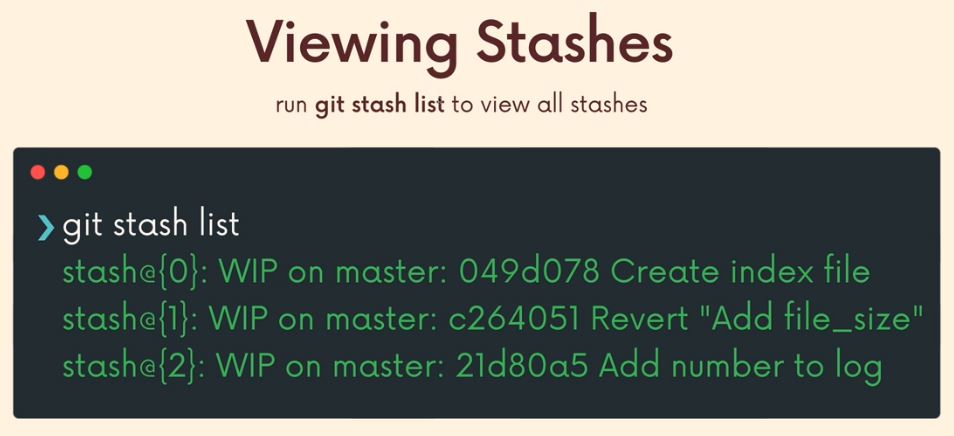 Viewing Stashes
run git stash list to view all stashes
❯ git stash list
stash@{0}: WIP on master: 049d078 Create index file
stash@{1}: WIP on master: c264051 Revert "Add file_size"
stash@{2}: WIP on master: 21d80a5 Add number to log